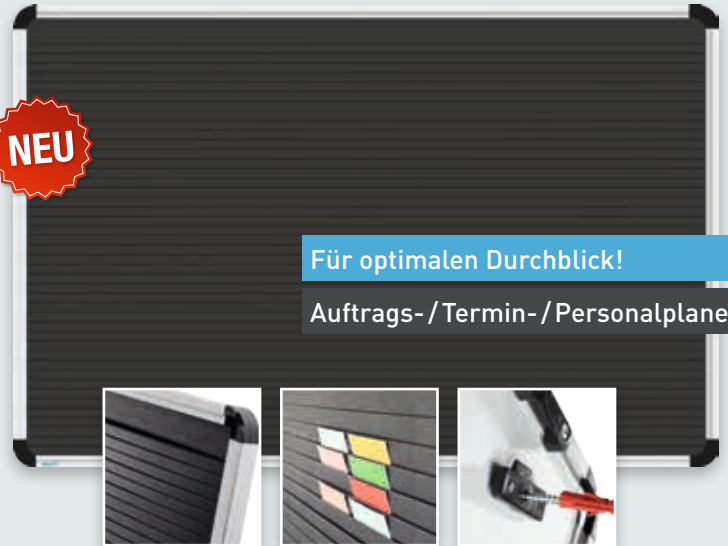 NEU
Für optimalen Durchblick!
Auftrags- / Termin- / Personalplane